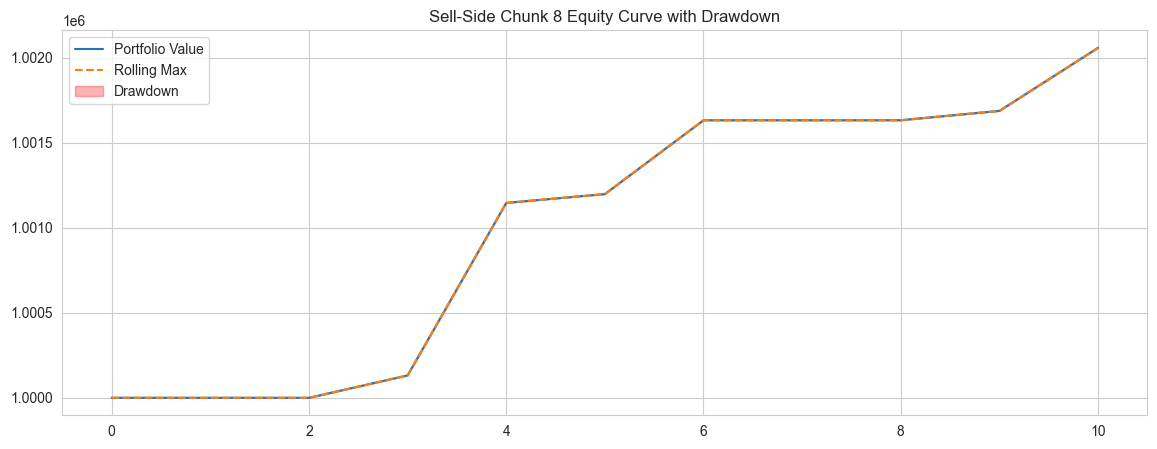 Sell-Side Chunk 8 Equity Curve with Drawdown
1e6
Portfolio Value
Rolling Max
Drawdown
1.0020
1.0015
1.0010
1.0005
1.0000
0 2 4 6 8 10